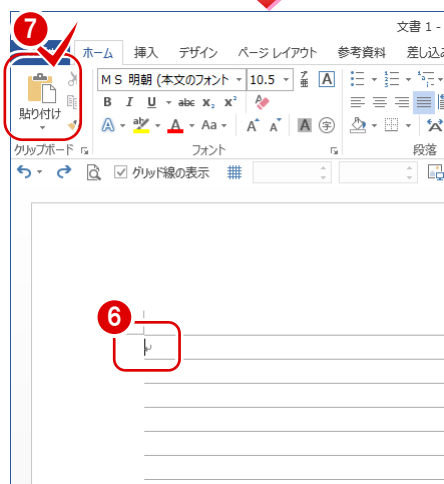 7
文書 1 -
ホーム 挿入 デザイン ページ レイアウト 参考資料 差し込み
貼り付け
ＭＳ 明朝 (本文のフォント 10.5 A
B I U abc x₂ x²
A aby A Aa A A A 字
クリップボード フォント 段落
グリッド線の表示
6